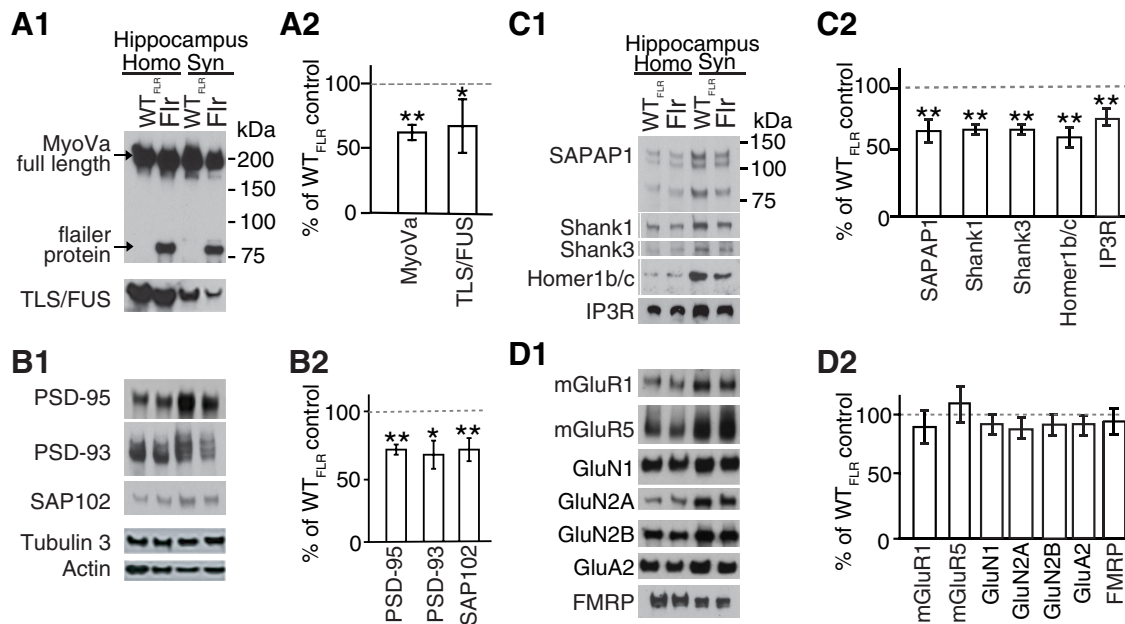 A1
Hippocampus
Homo Syn
WT FLR Flr WT FLR Flr
kDa
MyoVa
full length
200
150
100
flailer
protein
75
TLS/FUS
A2
% of WT FLR control
100
50
0
** *
MyoVa
TLS/FUS
C1
Hippocampus
Homo Syn
WT FLR Flr WT FLR Flr
kDa
SAPAP1
150
100
75
Shank1
Shank3
Homer1b/c
IP3R
C2
% of WT FLR control
100
50
0
** ** ** ** **
SAPAP1
Shank1
Shank3
Homer1b/c
IP3R
B1
PSD-95
PSD-93
SAP102
Tubulin 3
Actin
B2
% of WT FLR control
100
50
0
** * **
PSD-95
PSD-93
SAP102
D1
mGluR1
mGluR5
GluN1
GluN2A
GluN2B
GluA2
FMRP
D2
% of WT FLR control
100
50
0
mGluR1
mGluR5
GluN1
GluN2A
GluN2B
GluA2
FMRP